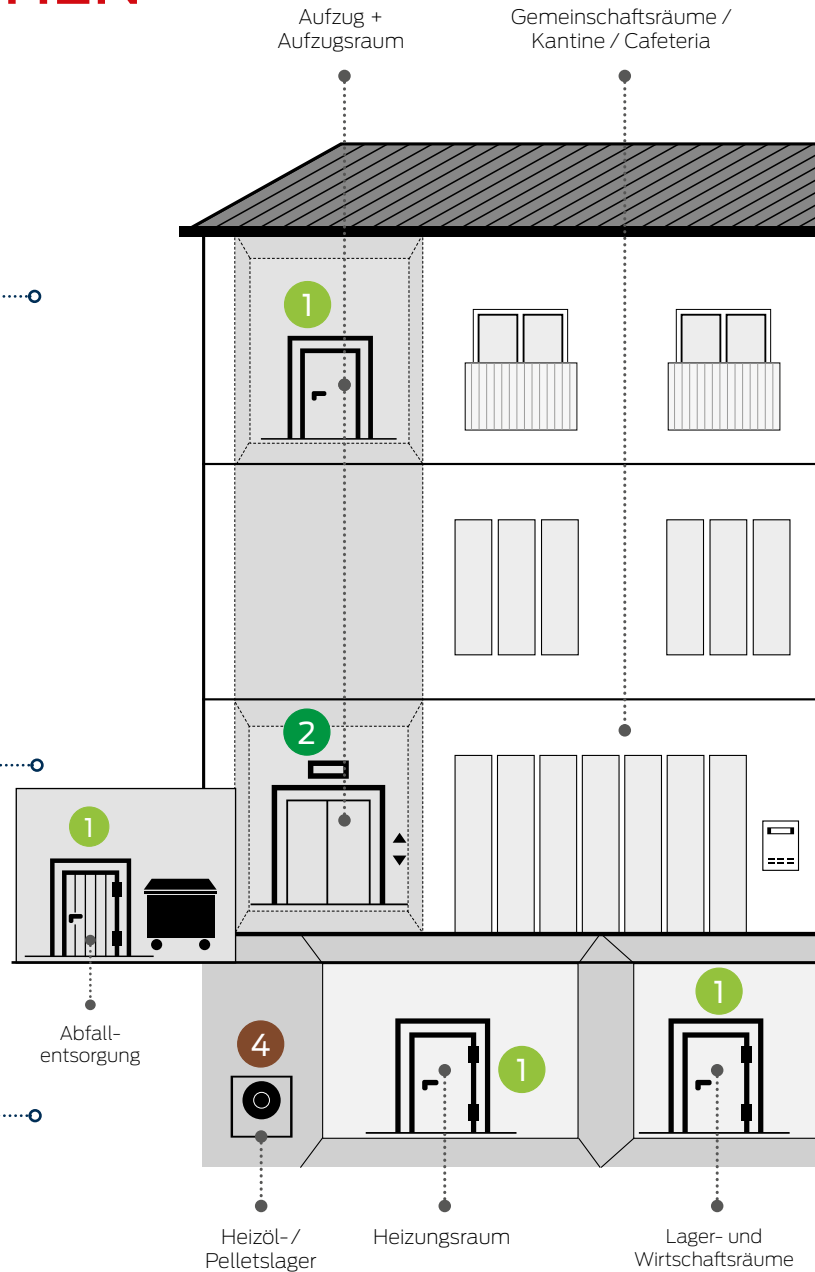 Aufzug +
Aufzugsraum
Gemeinschaftsräume /
Kantine / Cafeteria
1
2
1
1
4
1
Abfall-
entsorgung
Heizöl- /
Pelletslager
Heizungsraum
Lager- und
Wirtschaftsräume